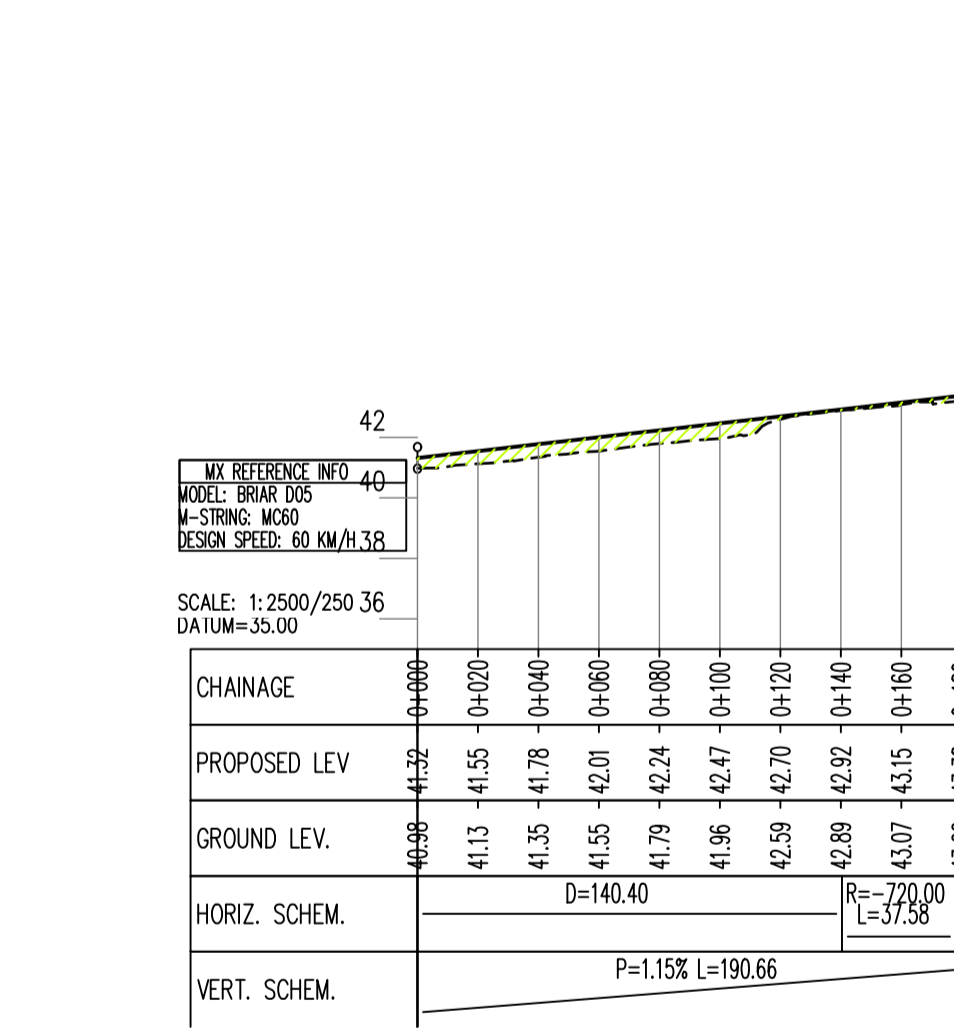 42
MX REFERENCE INFO
40
MODEL: BRIAR D05
M-STRING: MC60
DESIGN SPEED: 60 KM/H
38
SCALE: 1:2500/250
36
DATUM=35.00
CHAINAGE 0+000 0+020 0+040 0+060 0+080 0+100 0+120 0+140 0+160
PROPOSED LEV 41.32 41.55 41.78 42.01 42.24 42.47 42.70 42.92 43.15
GROUND LEV. 40.98 41.13 41.35 41.55 41.79 41.96 42.59 42.89 43.07
HORIZ. SCHEM. D=140.40 R=-720.00
L=37.58
VERT. SCHEM. P=1.15% L=190.66